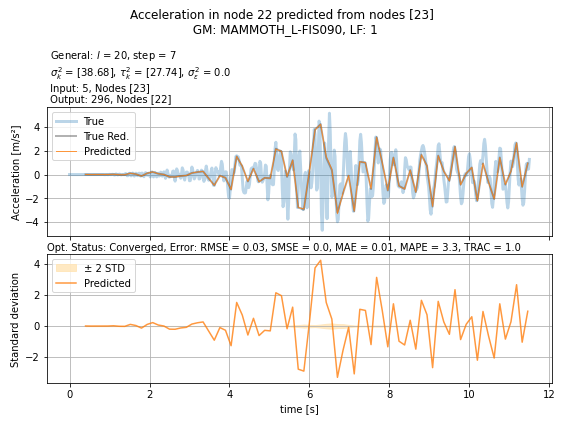 Acceleration in node 22 predicted from nodes [23]
GM: MAMMOTH_L-FIS090, LF: 1
General: l = 20, step = 7
σ²ₖ = [38.68], τ²ₖ = [27.74], σ²_ε = 0.0
Input: 5, Nodes [23]
Output: 296, Nodes [22]
True
True Red.
Predicted
Acceleration [m/s²]
4
2
0
−2
−4
Opt. Status: Converged, Error: RMSE = 0.03, SMSE = 0.0, MAE = 0.01, MAPE = 3.3, TRAC = 1.0
± 2 STD
Predicted
Standard deviation
4
2
0
−2
0 2 4 6 8 10 12
time [s]